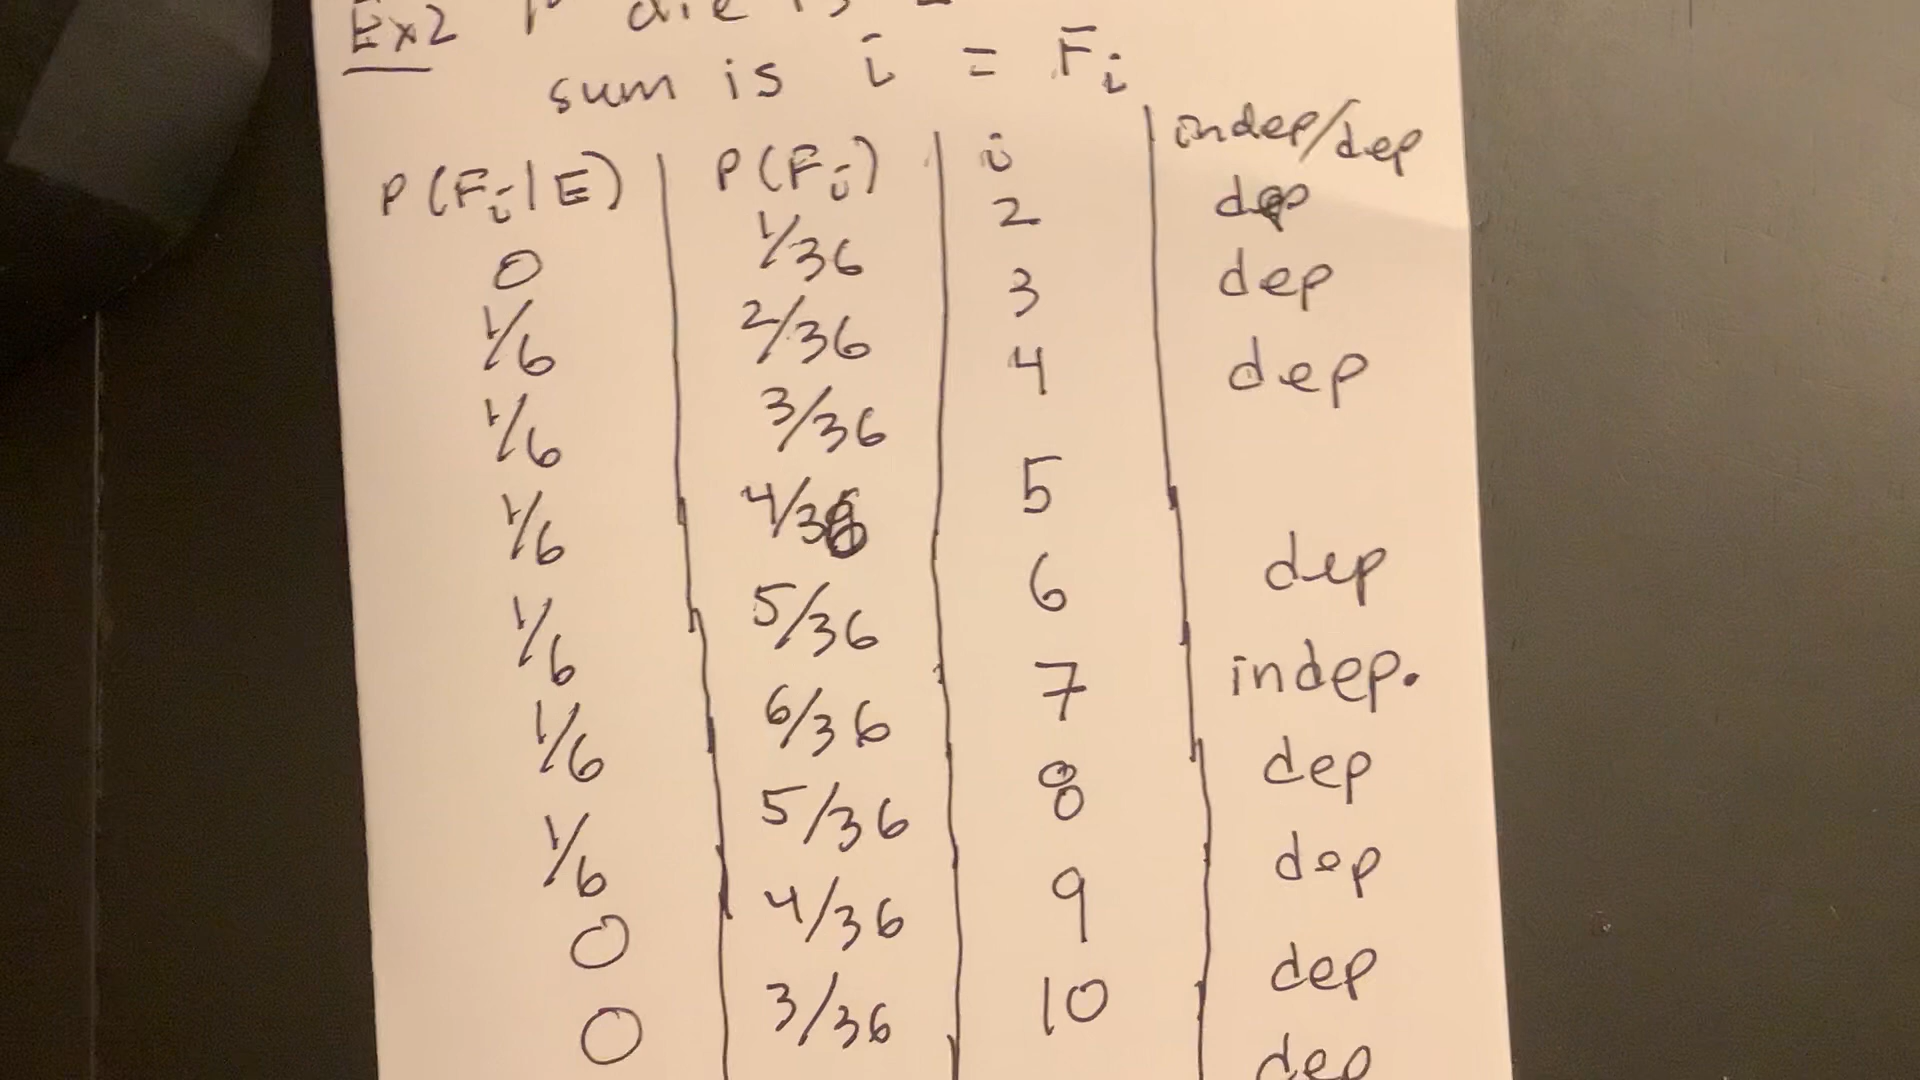 Ex2 1st die is
sum is i = Fi
P(Fi|E) P(Fi) i indep/dep
0 1/36 2 dep
1/6 2/36 3 dep
1/6 3/36 4 dep
1/6 4/36 5
1/6 5/36 6 dep
1/6 6/36 7 indep.
1/6 5/36 8 dep
0 4/36 9 dep
0 3/36 10 dep
dep